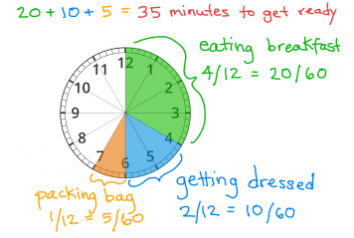 20 + 10 + 5 = 35 minutes to get ready
eating breakfast
4/12 = 20/60
12
1
2
3
4
5
6
7
8
9
10
11
getting dressed
2/12 = 10/60
packing bag
1/12 = 5/60